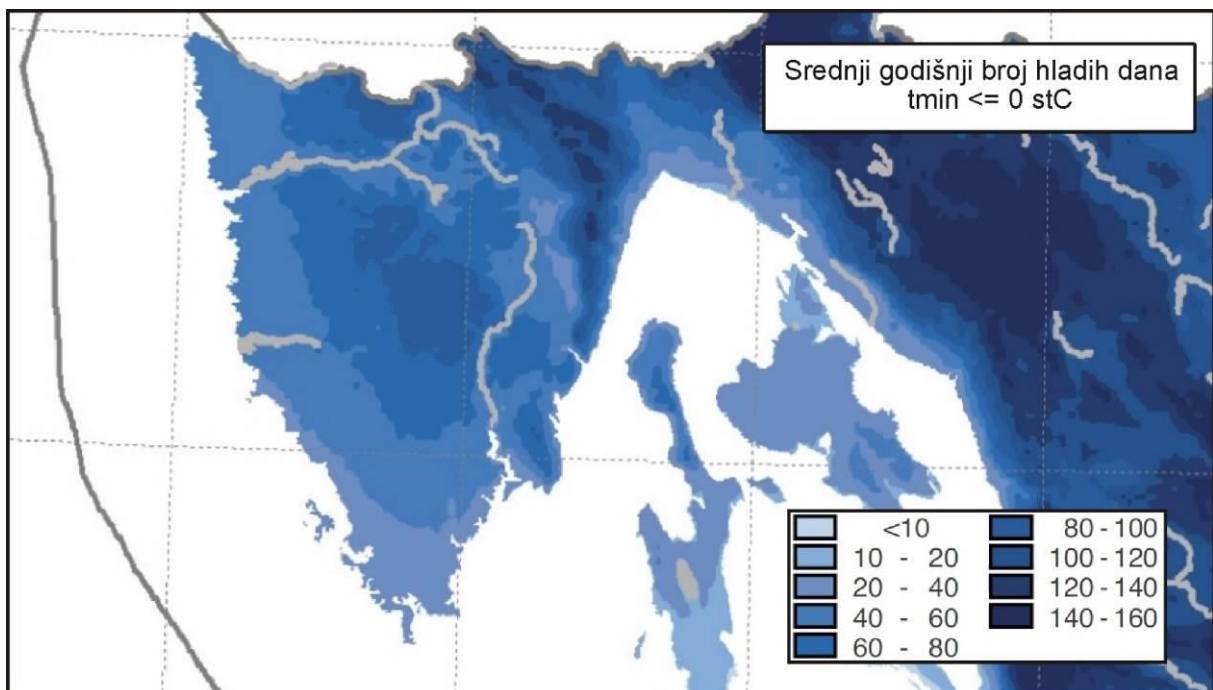 Srednji godišnji broj hladih dana
tmin <= 0 stC
<10
10 - 20
20 - 40
40 - 60
60 - 80
80 - 100
100 - 120
120 - 140
140 - 160